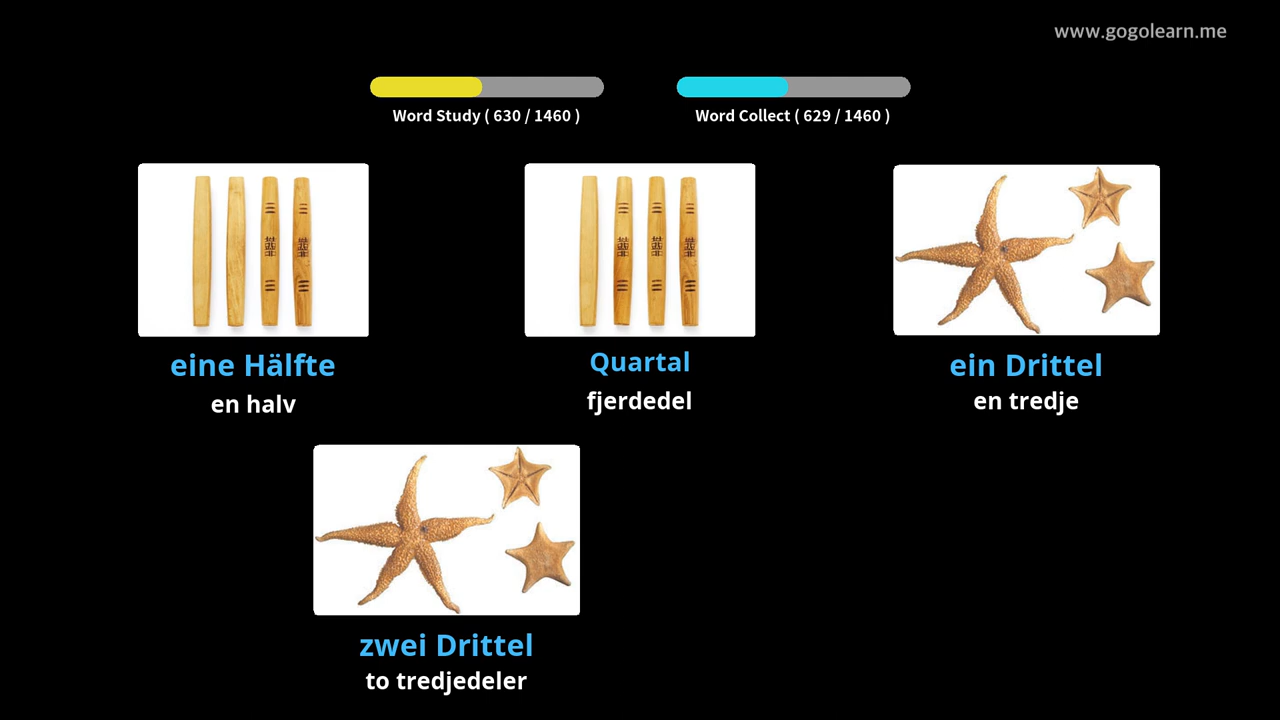 www.gogolearn.me
Word Study ( 630 / 1460 )
Word Collect ( 629 / 1460 )
eine Hälfte
en halv
Quartal
fjerdedel
ein Drittel
en tredje
zwei Drittel
to tredjedeler